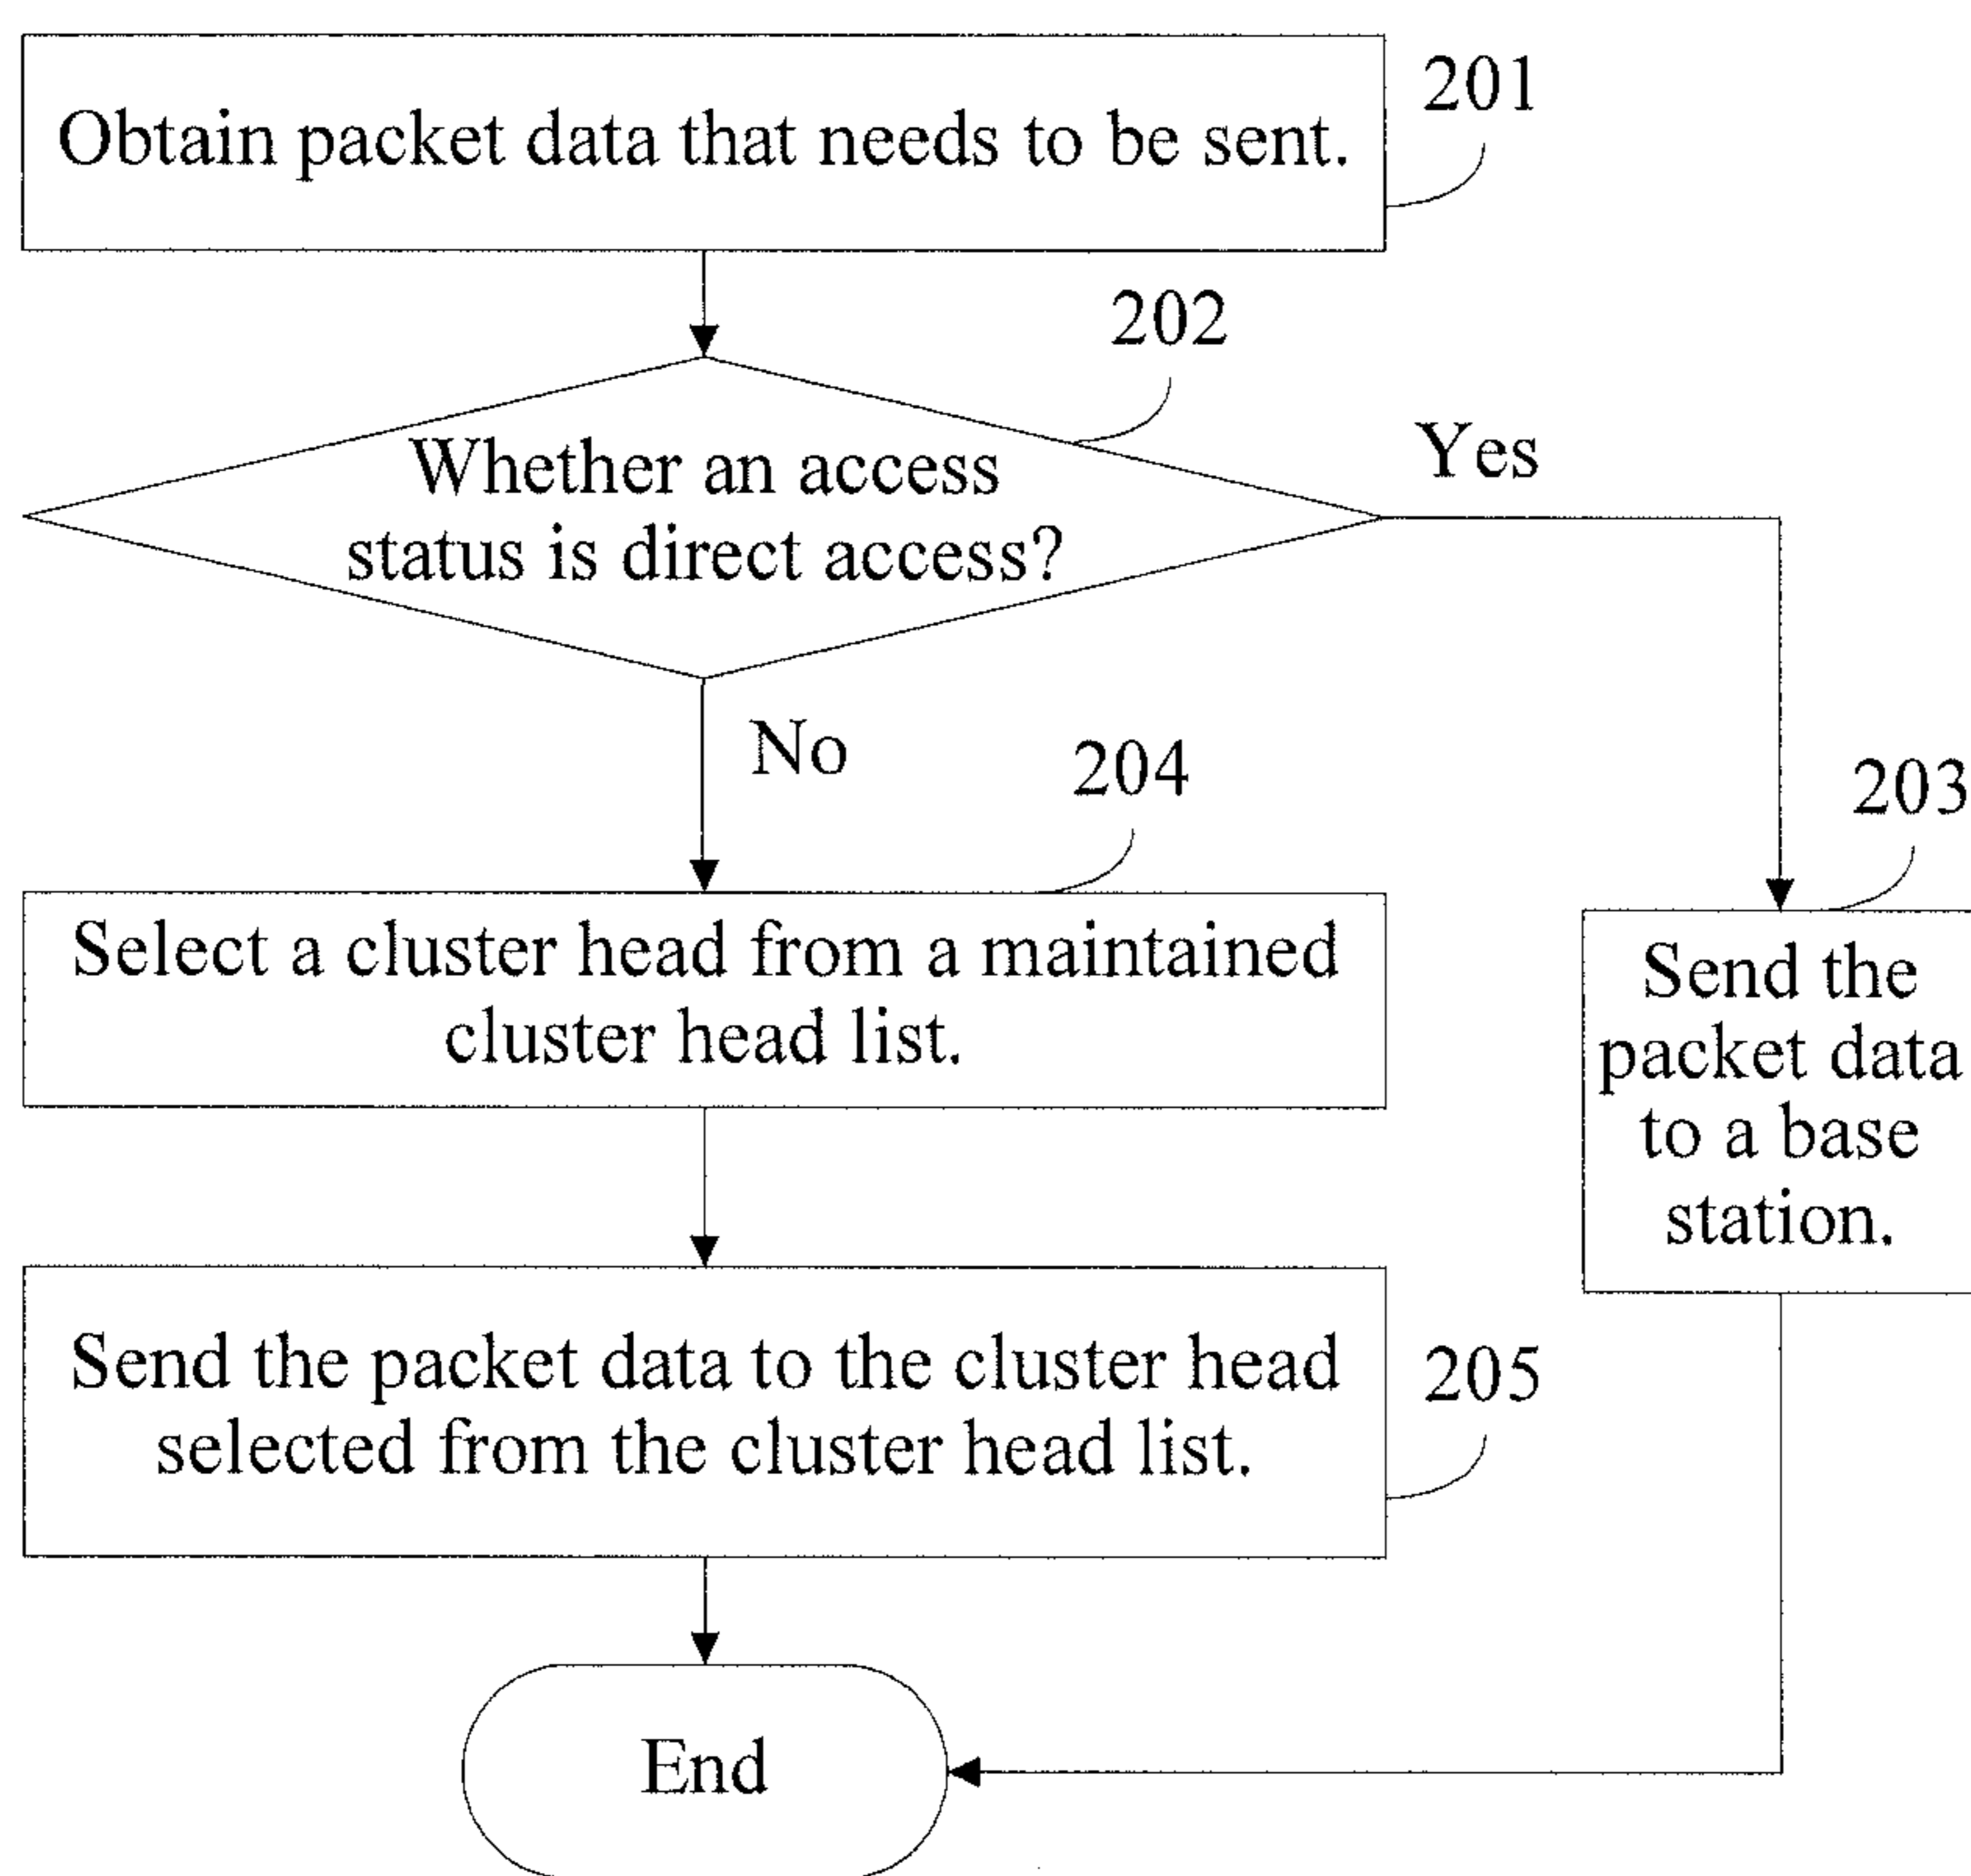 201
Obtain packet data that needs to be sent.
202
Whether an access
status is direct access?
Yes
No
204
203
Select a cluster head from a maintained
cluster head list.
Send the
packet data
to a base
station.
Send the packet data to the cluster head
selected from the cluster head list.
205
End